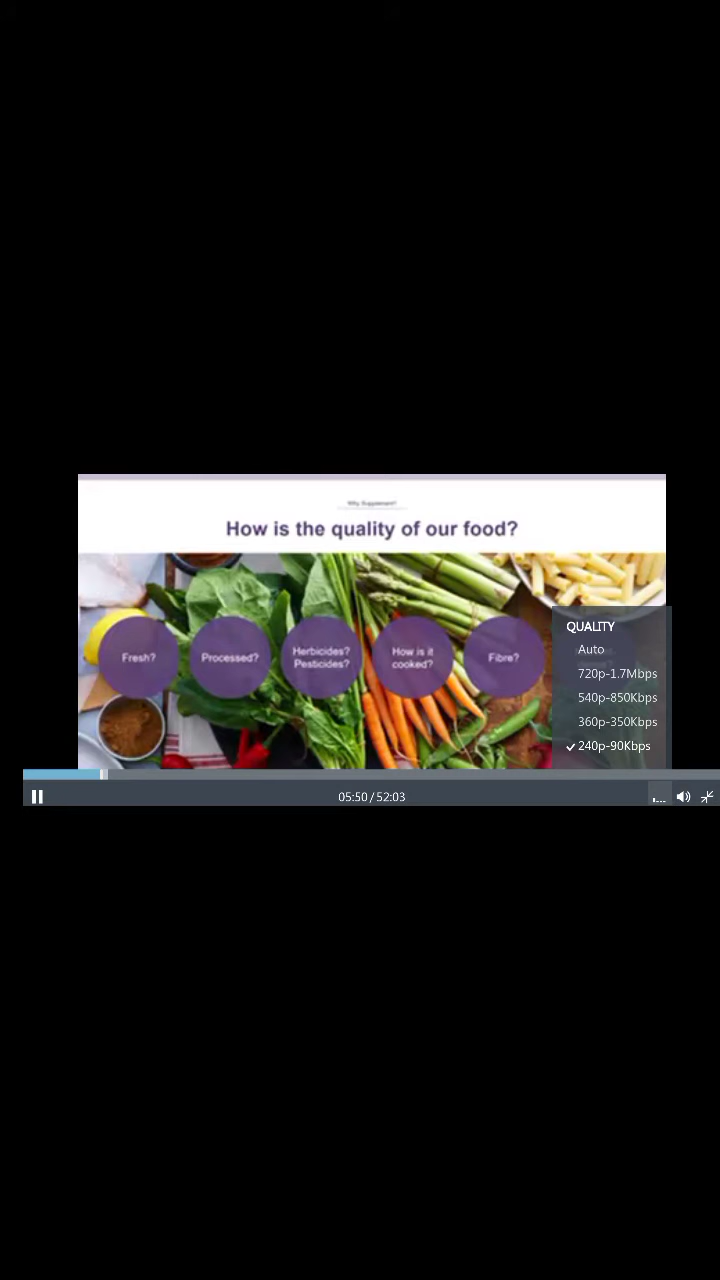 Why Supplement?
How is the quality of our food?
Fresh?
Processed?
Herbicides?
Pesticides?
How is it
cooked?
Fibre?
QUALITY
Auto
720p-1.7Mbps
540p-850Kbps
360p-350Kbps
240p-90Kbps
05:50/52:03